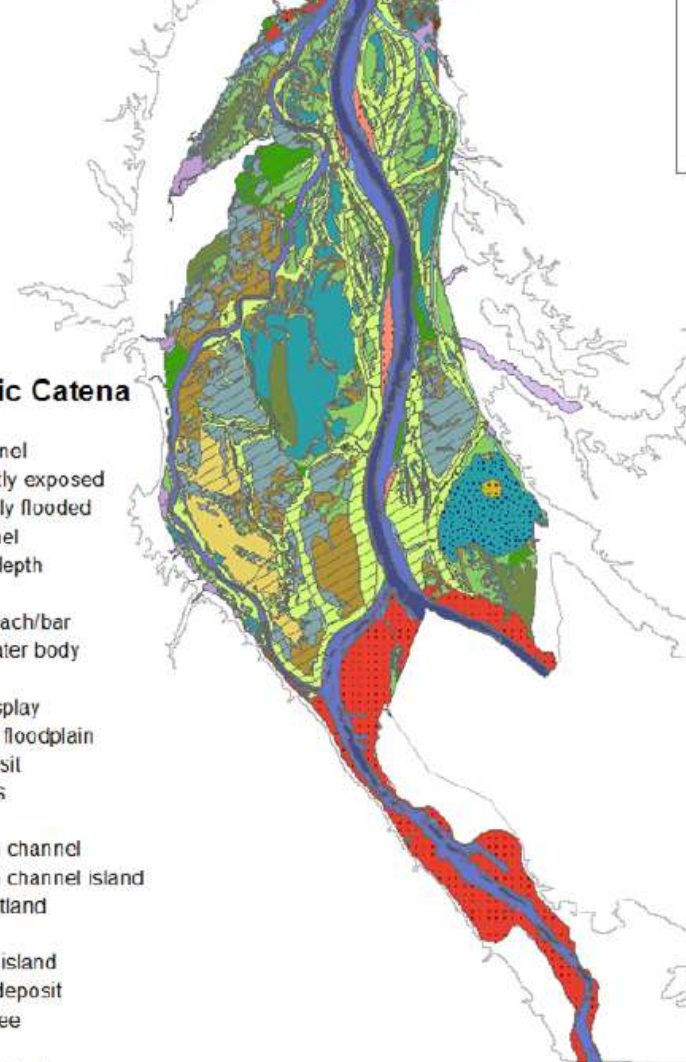 ic Catena
nel
tly exposed
ly flooded
nel
depth
ach/bar
ater body
splay
floodplain
sit
s
channel
channel island
tland
island
deposit
ee